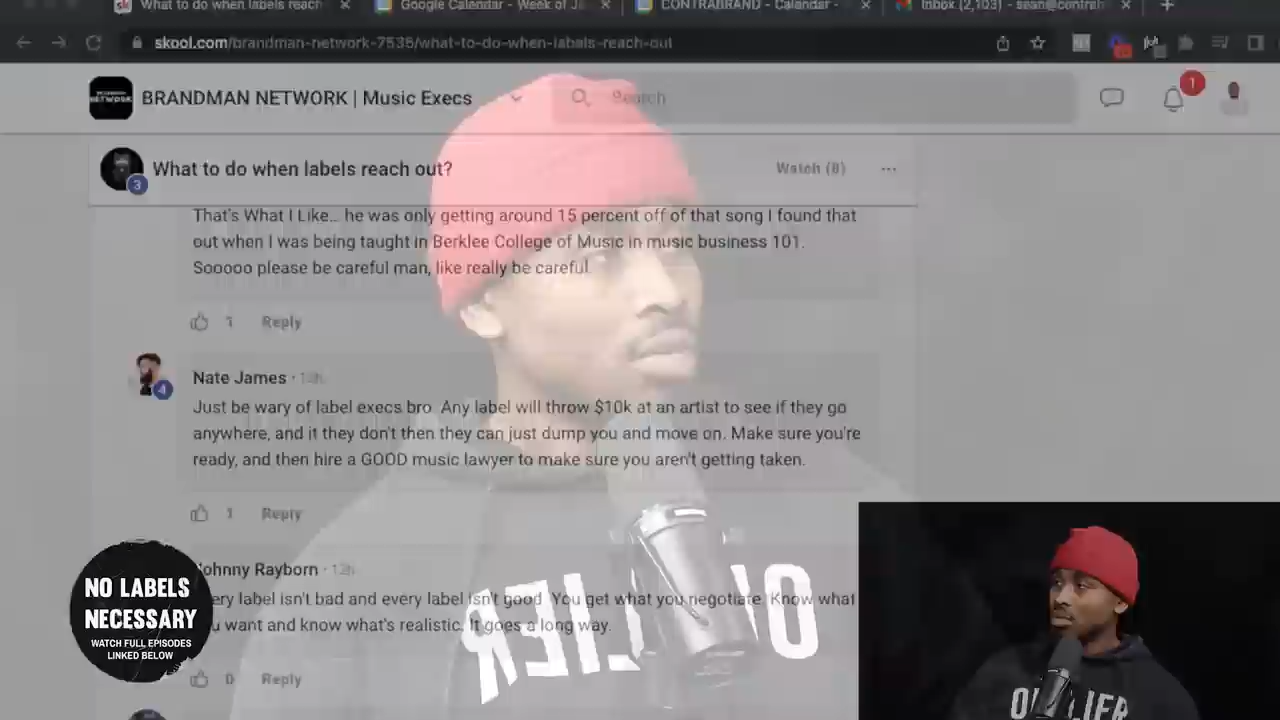 What to do when labels reach
Google Calendar - Week of J
CONTRABRAND - Calendar -
Inbox (2,103) - sean@contrab
skool.com/brandman-network-7535/what-to-do-when-labels-reach-out
BRANDMAN NETWORK | Music Execs
Search
1
3
What to do when labels reach out?
Watch (8)
That's What I Like... he was only getting around 15 percent off of that song I found that
out when I was being taught in Berklee College of Music in music business 101.
Sooooo please be careful man, like really be careful.
1 Reply
4
Nate James
Just be wary of label execs bro. Any label will throw $10k at an artist to see if they go
anywhere, and it they don't then they can just dump you and move on. Make sure you're
ready, and then hire a GOOD music lawyer to make sure you aren't getting taken.
1 Reply
Johnny Rayborn · 12h
ery label isn't bad and every label isn't good. You get what you negotiate. Know what
u want and know what's realistic. It goes a long way.
0 Reply
NO LABELS
NECESSARY
WATCH FULL EPISODES
LINKED BELOW